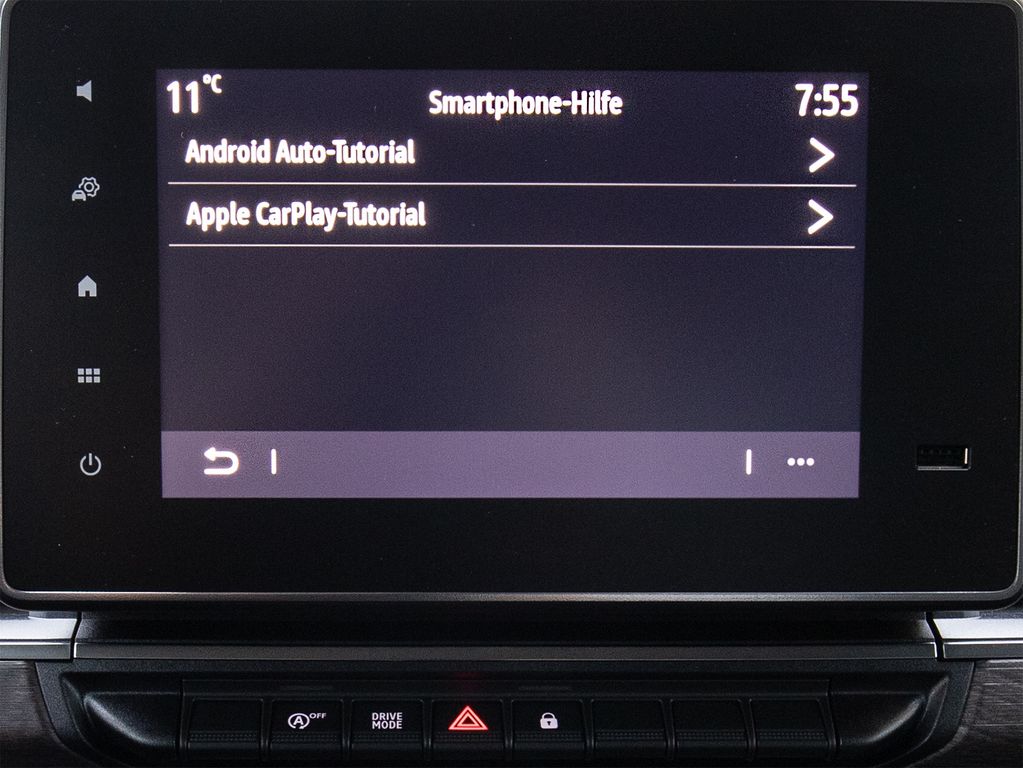 11°C
Smartphone-Hilfe
7:55
Android Auto-Tutorial
Apple CarPlay-Tutorial
A OFF
DRIVE
MODE